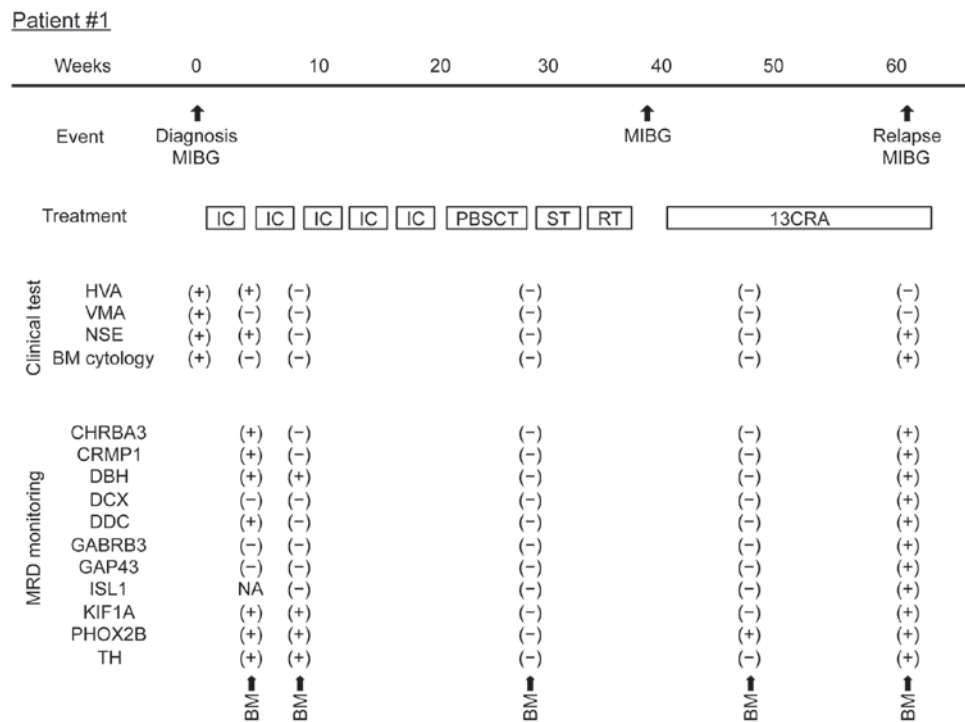 Patient #1
Weeks 0 10 20 30 40 50 60
Event Diagnosis MIBG MIBG Relapse MIBG
Treatment IC IC IC IC IC PBSCT ST RT 13CRA
Clinical test
HVA (+) (+) (−) (−) (−) (−)
VMA (+) (−) (−) (−) (−) (−)
NSE (+) (+) (−) (−) (−) (+)
BM cytology (+) (−) (−) (−) (−) (+)
MRD monitoring
CHRBA3 (+) (−) (−) (−) (+)
CRMP1 (+) (−) (−) (−) (+)
DBH (+) (+) (−) (−) (+)
DCX (−) (−) (−) (−) (+)
DDC (+) (−) (−) (−) (+)
GABRB3 (−) (−) (−) (−) (+)
GAP43 (−) (−) (−) (−) (+)
ISL1 NA (−) (−) (−) (+)
KIF1A (+) (+) (−) (−) (+)
PHOX2B (+) (+) (−) (+) (+)
TH (+) (+) (−) (−) (+)
BM BM BM BM BM